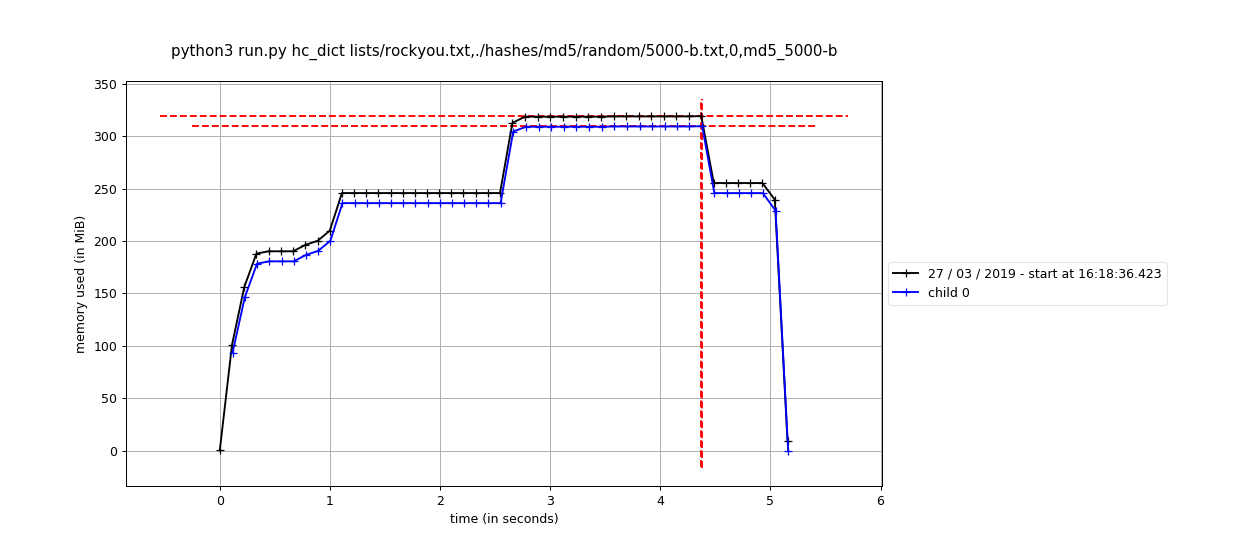 python3 run.py hc_dict lists/rockyou.txt,./hashes/md5/random/5000-b.txt,0,md5_5000-b
350
300
250
200
150
100
50
0
memory used (in MiB)
0 1 2 3 4 5 6
time (in seconds)
27 / 03 / 2019 - start at 16:18:36.423
child 0